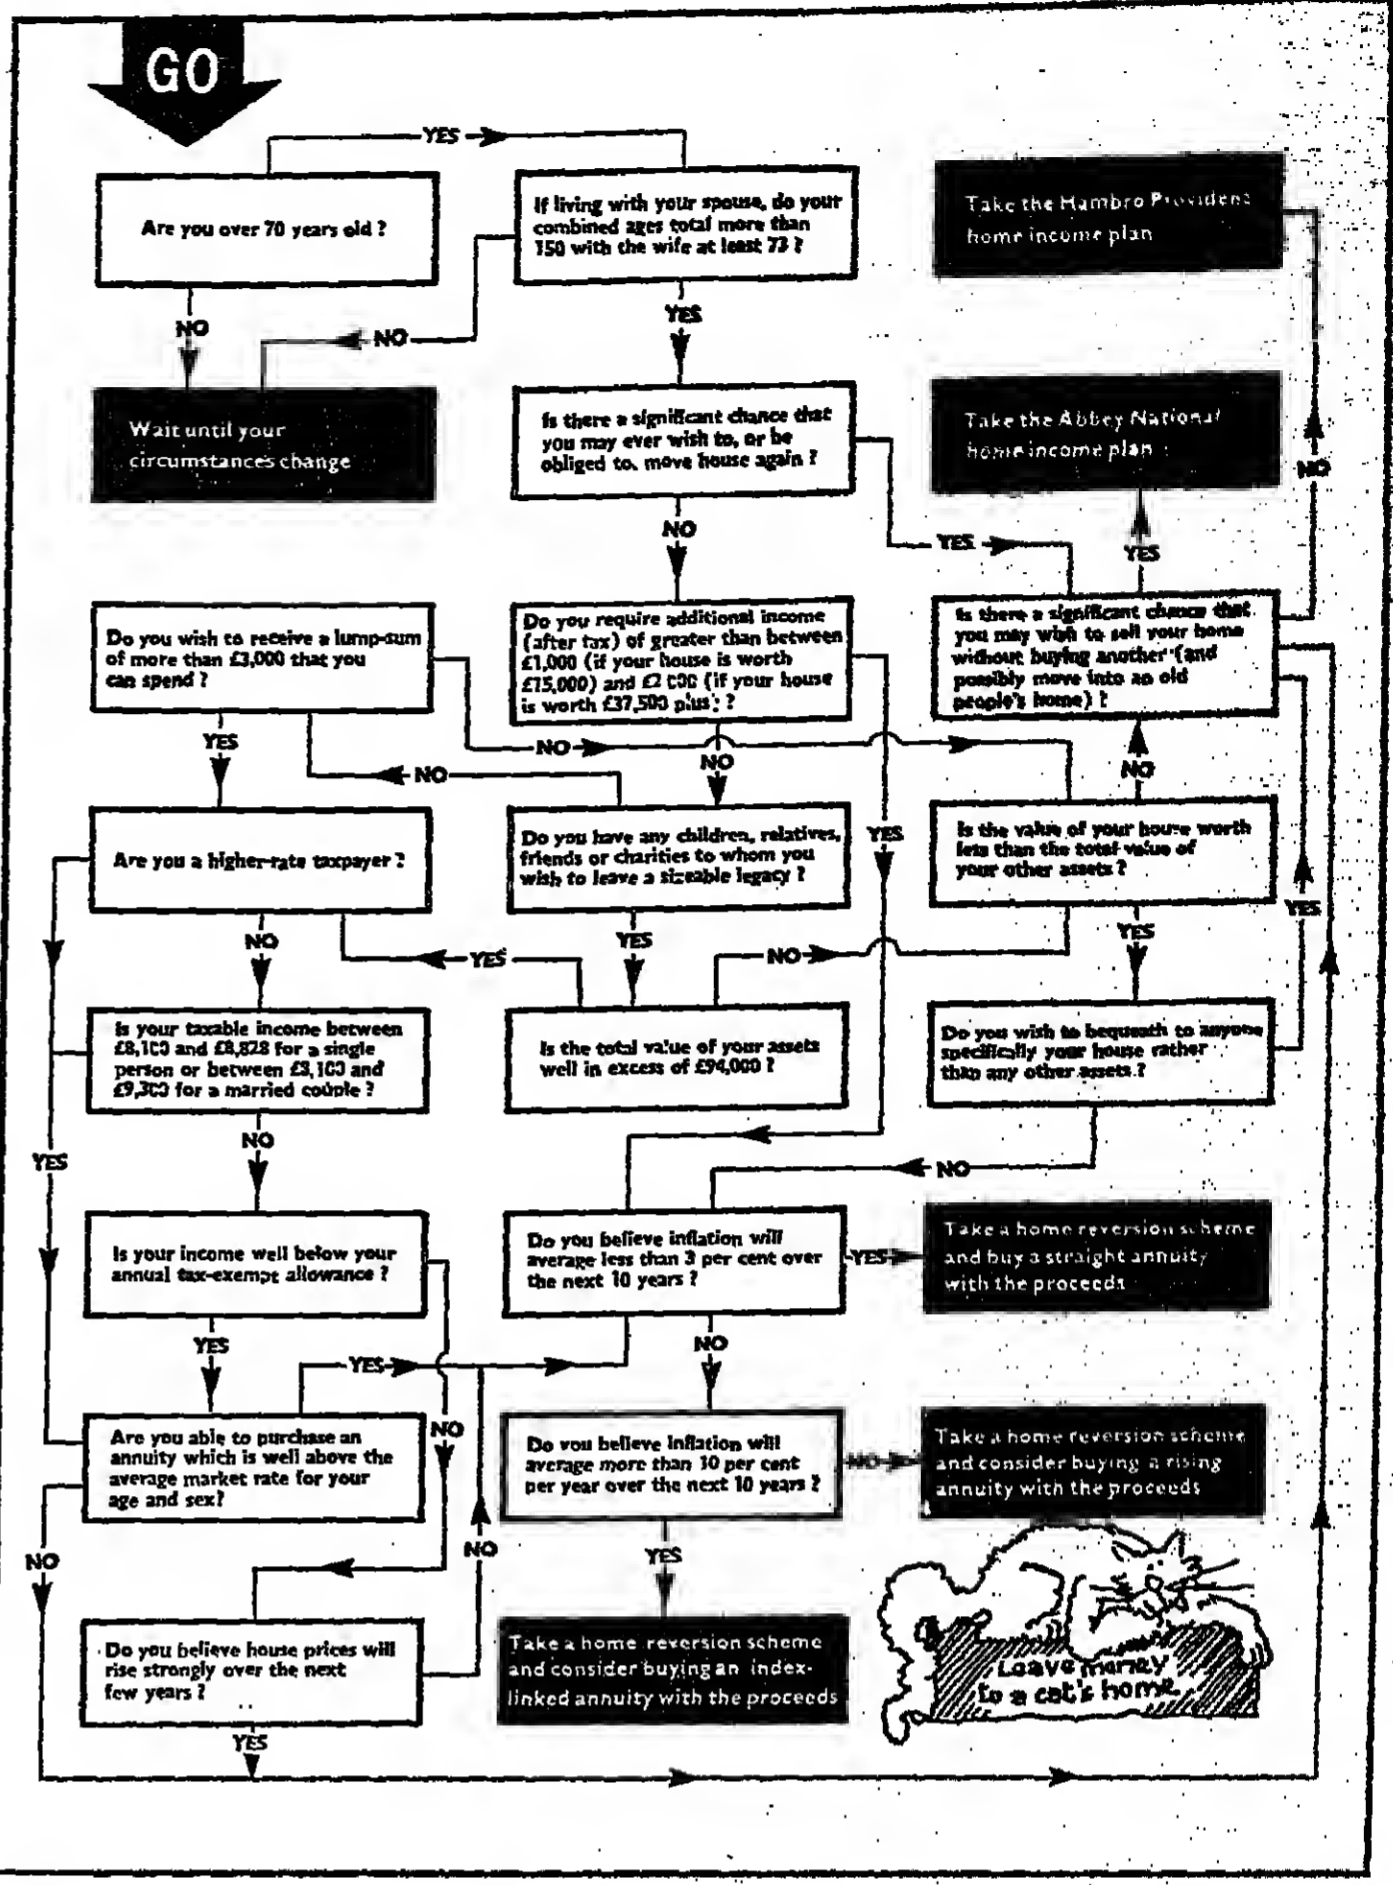 GO
YES
Are you over 70 years old ?
If living with your spouse, do your
combined ages total more than
150 with the wife at least 73 ?
Take the Hambro Provident
home income plan
NO
NO
YES
Wait until your
circumstances change
Is there a significant chance that
you may ever wish to, or be
obliged to, move house again ?
Take the Abbey National
home income plan
NO
NO
YES
YES
Do you wish to receive a lump-sum
of more than £3,000 that you
can spend ?
Do you require additional income
(after tax) of greater than between
£1,000 (if your house is worth
£15,000) and £2 000 (if your house
is worth £37,500 plus) ?
Is there a significant chance that
you may wish to sell your home
without buying another (and
possibly move into an old
people's home) ?
YES
NO
NO
NO
NO
Are you a higher-rate taxpayer ?
Do you have any children, relatives,
friends or charities to whom you
wish to leave a sizeable legacy ?
YES
Is the value of your house worth
less than the total value of
your other assets ?
YES
NO
YES
YES
NO
YES
Is your taxable income between
£8,100 and £8,828 for a single
person or between £8,100 and
£9,300 for a married couple ?
Is the total value of your assets
well in excess of £94,000 ?
Do you wish to bequeath to anyone
specifically your house rather
than any other assets ?
YES
NO
NO
Is your income well below your
annual tax-exempt allowance ?
Do you believe inflation will
average less than 3 per cent over
the next 10 years ?
YES
Take a home reversion scheme
and buy a straight annuity
with the proceeds
YES
YES
NO
Are you able to purchase an
annuity which is well above the
average market rate for your
age and sex?
NO
Do you believe inflation will
average more than 10 per cent
per year over the next 10 years ?
NO
Take a home reversion scheme
and consider buying a rising
annuity with the proceeds
NO
NO
YES
Do you believe house prices will
rise strongly over the next
few years ?
Take a home reversion scheme
and consider buying an index-
linked annuity with the proceeds
Leave money
to a cat's home
YES